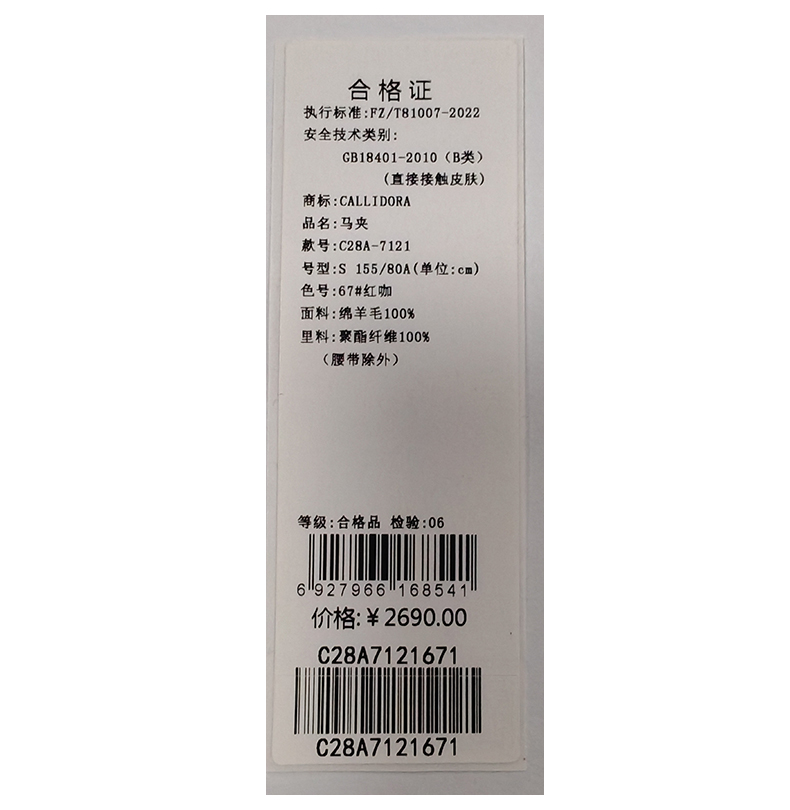 合格证
执行标准:FZ/T81007-2022
安全技术类别:
GB18401-2010（B类）
(直接接触皮肤)
商标:CALLIDORA
品名:马夹
款号:C28A-7121
号型:S 155/80A(单位:cm)
色号:67#红咖
面料:绵羊毛100%
里料:聚酯纤维100%
（腰带除外）
等级:合格品 检验:06
6 927966 168541
价格:￥2690.00
C28A7121671
C28A7121671